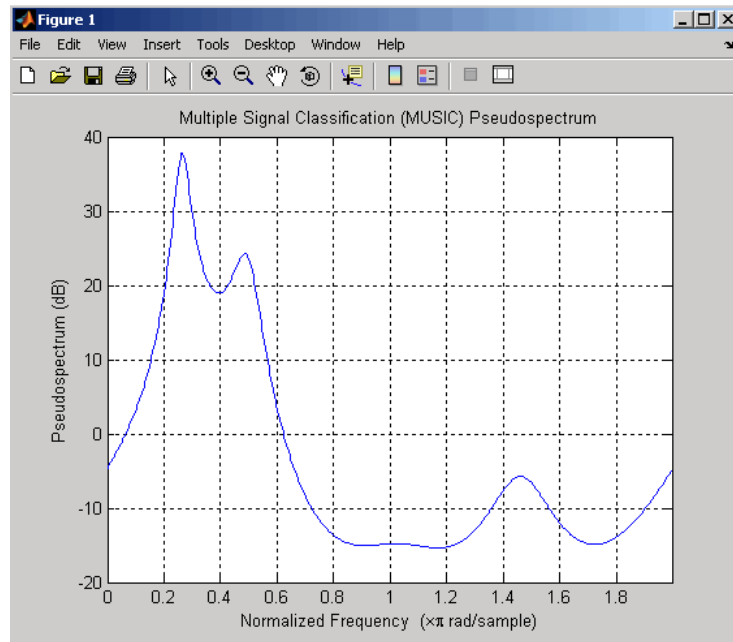 Figure 1
File Edit View Insert Tools Desktop Window Help
Multiple Signal Classification (MUSIC) Pseudospectrum
40
30
20
10
0
-10
-20
Pseudospectrum (dB)
0 0.2 0.4 0.6 0.8 1 1.2 1.4 1.6 1.8
Normalized Frequency (×π rad/sample)